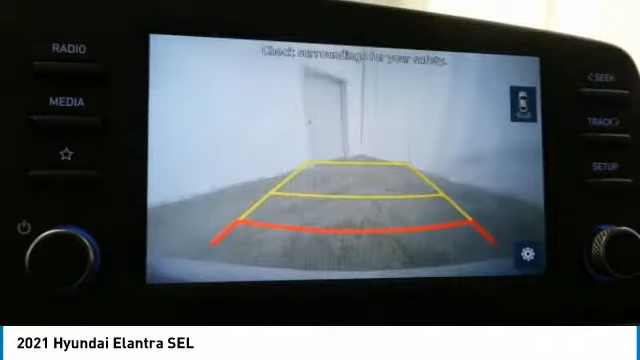 Check surroundings for your safety.
RADIO
MEDIA
< SEEK
TRACK >
SETUP
2021 Hyundai Elantra SEL